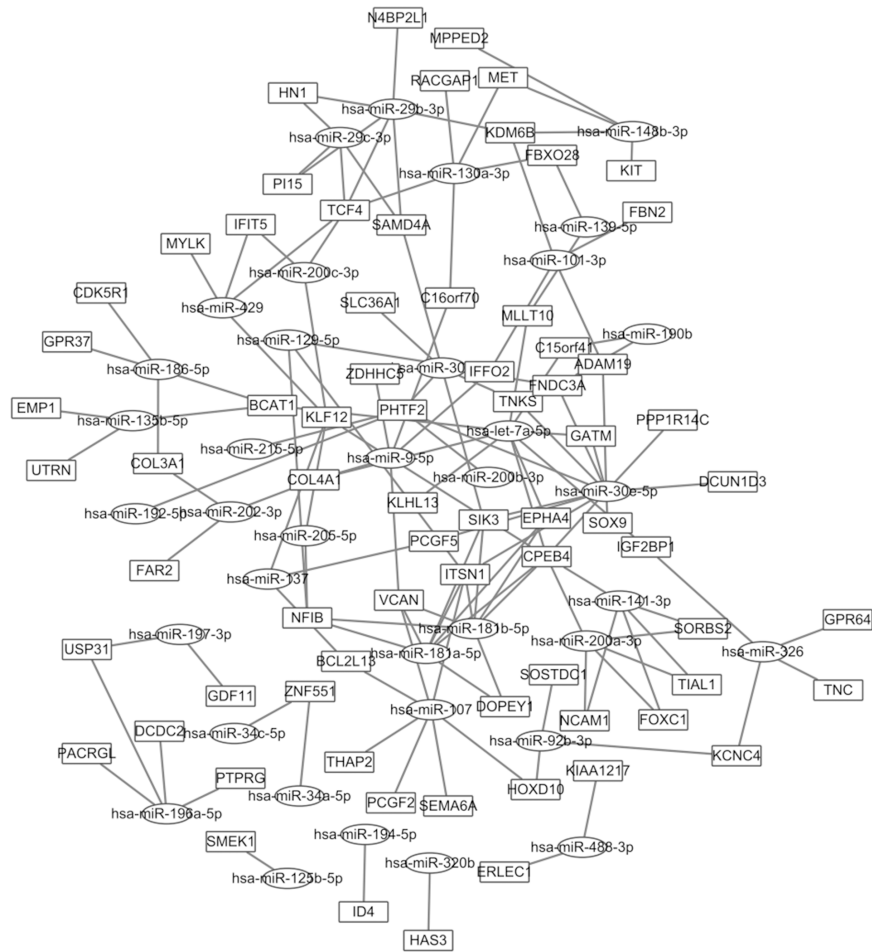 N4BP2L1
MPPED2
RACGAP1
MET
HN1
hsa-miR-29b-3p
hsa-miR-29c-3p
KDM6B
hsa-miR-148b-3p
FBXO28
hsa-miR-130a-3p
KIT
PI15
TCF4
SAMD4A
FBN2
IFIT5
hsa-miR-139-5p
MYLK
hsa-miR-101-3p
hsa-miR-200c-3p
CDK5R1
SLC36A1
C16orf70
hsa-miR-429
MLLT10
hsa-miR-190b
hsa-miR-129-5p
GPR37
C15orf41
ADAM19
hsa-miR-186-5p
ZDHHC5
hsa-miR-30
IFFO2
FNDC3A
TNKS
EMP1
BCAT1
KLF12
PHTF2
PPP1R14C
hsa-miR-135b-5p
hsa-let-7a-5p
GATM
hsa-miR-215-5p
hsa-miR-9-5p
UTRN
COL3A1
COL4A1
hsa-miR-200b-3p
DCUN1D3
hsa-miR-30e-5p
KLHL13
hsa-miR-192-5p
hsa-miR-202-3p
SIK3
EPHA4
SOX9
hsa-miR-205-5p
PCGF5
IGF2BP1
CPEB4
FAR2
hsa-miR-137
ITSN1
VCAN
hsa-miR-141-3p
NFIB
hsa-miR-181b-5p
SORBS2
GPR64
hsa-miR-197-3p
hsa-miR-200a-3p
USP31
hsa-miR-181a-5p
hsa-miR-326
BCL2L13
SOSTDC1
TIAL1
TNC
GDF11
ZNF551
DOPEY1
hsa-miR-107
NCAM1
FOXC1
DCDC2
hsa-miR-34c-5p
hsa-miR-92b-3p
PACRGL
THAP2
KCNC4
PTPRG
KIAA1217
hsa-miR-34a-5p
HOXD10
hsa-miR-196a-5p
PCGF2
SEMA6A
SMEK1
hsa-miR-194-5p
hsa-miR-488-3p
hsa-miR-320b
ERLEC1
hsa-miR-125b-5p
ID4
HAS3